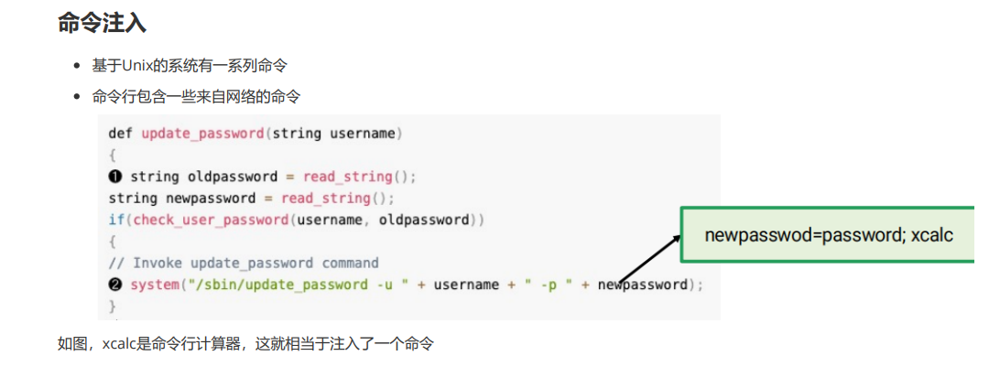 命令注入
• 基于Unix的系统有一系列命令
• 命令行包含一些来自网络的命令
def update_password(string username)
{
❶ string oldpassword = read_string();
string newpassword = read_string();
if(check_user_password(username, oldpassword))
{
// Invoke update_password command
❷ system("/sbin/update_password -u " + username + " -p " + newpassword);
}
newpasswod=password; xcalc
如图，xcalc是命令行计算器，这就相当于注入了一个命令